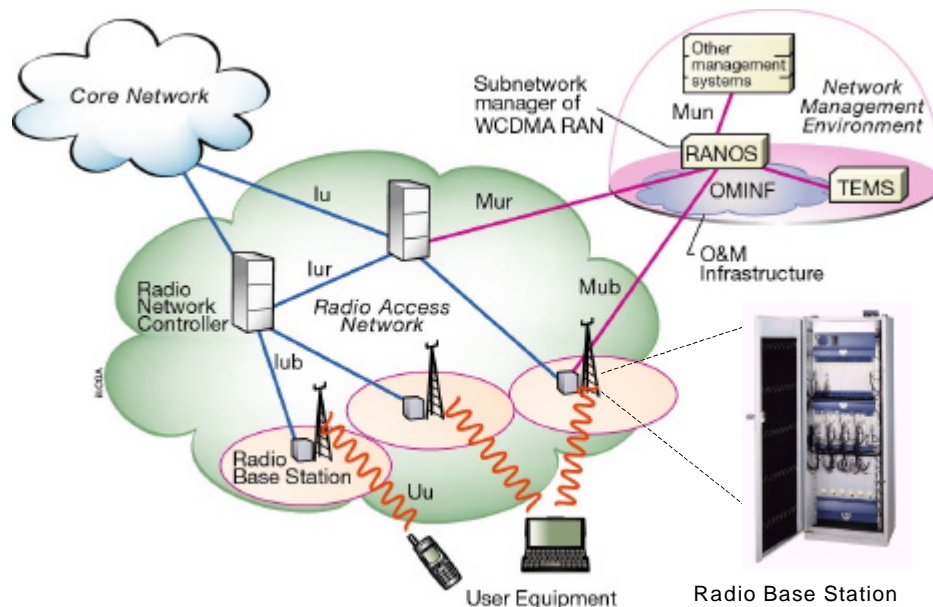 Core Network
Other
management
systems
Subnetwork
manager of
WCDMA RAN
Mun
Network
Management
Environment
RANOS
OMINF
TEMS
O&M
Infrastructure
Iu
Mur
Iur
Mub
Radio
Network
Controller
Radio Access
Network
Iub
Radio
Base Station
Uu
User Equipment
Radio Base Station